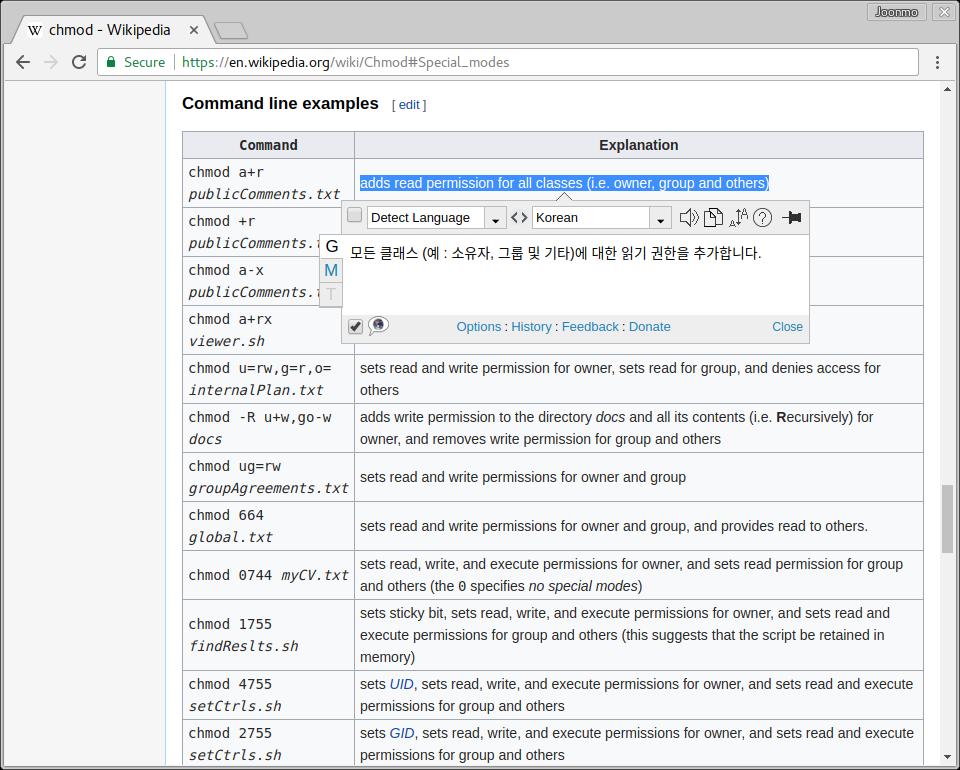 Joonmo
W chmod - Wikipedia
Secure https://en.wikipedia.org/wiki/Chmod#Special_modes
Command line examples [ edit ]
Command Explanation
chmod a+r
publicComments.txt
adds read permission for all classes (i.e. owner, group and others)
chmod +r
publicComments.
chmod a-x
publicComments.
chmod a+rx
viewer.sh
Detect Language <> Korean
G
M
T
모든 클래스 (예 : 소유자, 그룹 및 기타)에 대한 읽기 권한을 추가합니다.
Options : History : Feedback : Donate Close
chmod u=rw,g=r,o=
internalPlan.txt
sets read and write permission for owner, sets read for group, and denies access for
others
chmod -R u+w,go-w
docs
adds write permission to the directory docs and all its contents (i.e. Recursively) for
owner, and removes write permission for group and others
chmod ug=rw
groupAgreements.txt
sets read and write permissions for owner and group
chmod 664
global.txt
sets read and write permissions for owner and group, and provides read to others.
chmod 0744 myCV.txt
sets read, write, and execute permissions for owner, and sets read permission for group
and others (the 0 specifies no special modes)
chmod 1755
findReslts.sh
sets sticky bit, sets read, write, and execute permissions for owner, and sets read and
execute permissions for group and others (this suggests that the script be retained in
memory)
chmod 4755
setCtrls.sh
sets UID, sets read, write, and execute permissions for owner, and sets read and execute
permissions for group and others
chmod 2755
setCtrls.sh
sets GID, sets read, write, and execute permissions for owner, and sets read and execute
permissions for group and others